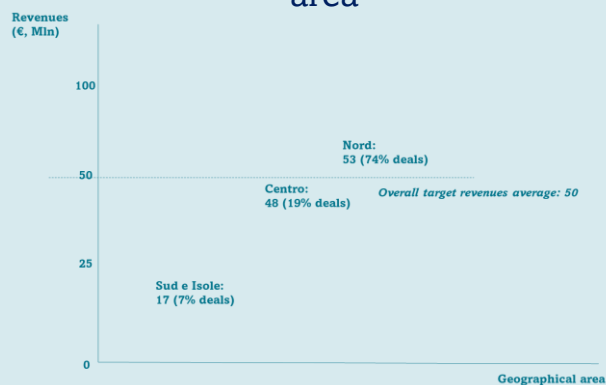 area
Revenues
(€, Mln)
100
Nord:
53 (74% deals)
50
Centro:
48 (19% deals)
Overall target revenues average: 50
25
Sud e Isole:
17 (7% deals)
0
Geographical area